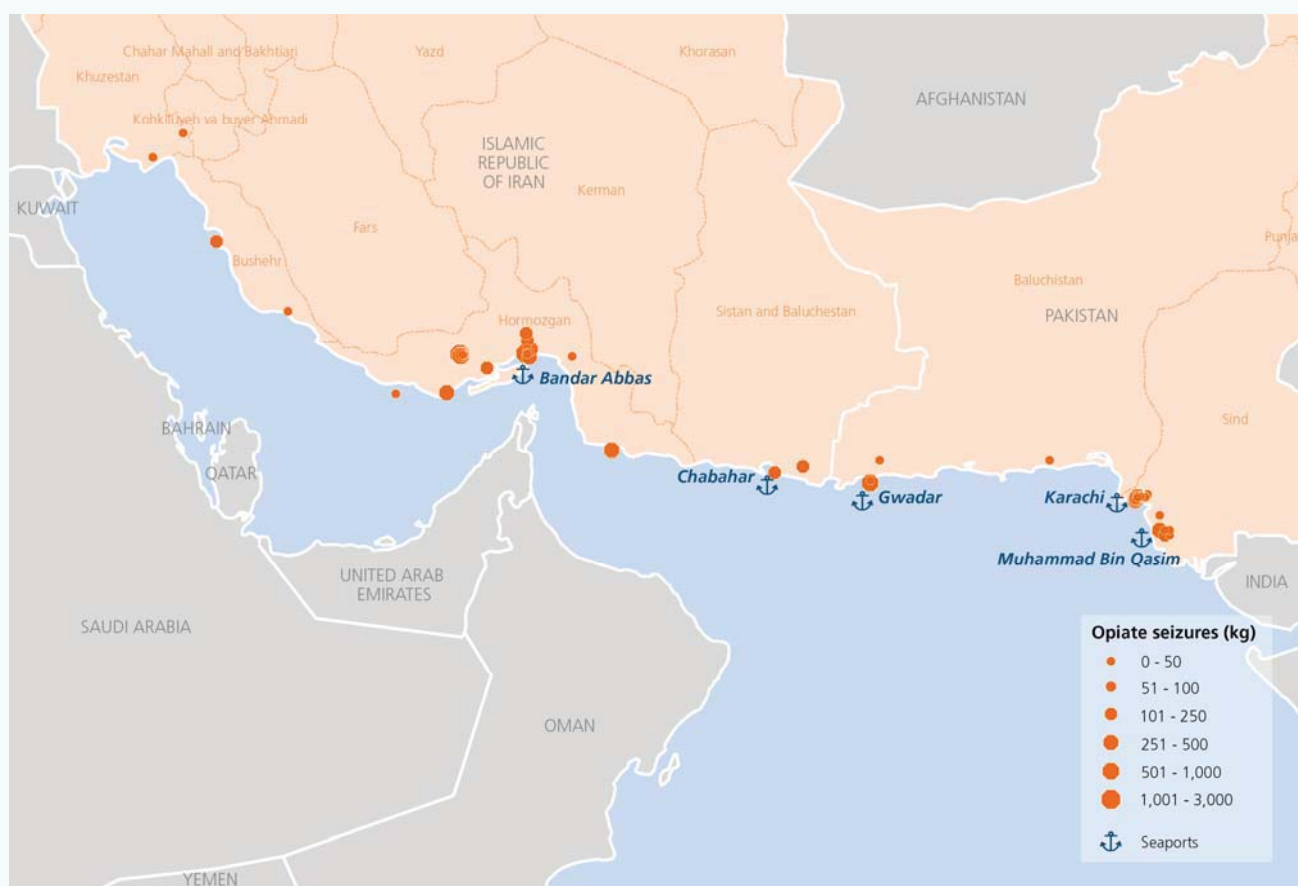 Chahar Mahall and Bakhtiari
Yazd
Khorasan
Khuzestan
AFGHANISTAN
Kohkiluyeh va buyer Ahmadi
ISLAMIC
REPUBLIC
OF IRAN
Kerman
KUWAIT
Fars
Punja
Bushehr
Baluchistan
Sistan and Baluchestan
PAKISTAN
Hormozgan
Bandar Abbas
Sind
BAHRAIN
QATAR
Chabahar
Gwadar
Karachi
Muhammad Bin Qasim
UNITED ARAB
EMIRATES
INDIA
SAUDI ARABIA
OMAN
YEMEN
Opiate seizures (kg)
0 - 50
51 - 100
101 - 250
251 - 500
501 - 1,000
1,001 - 3,000
Seaports